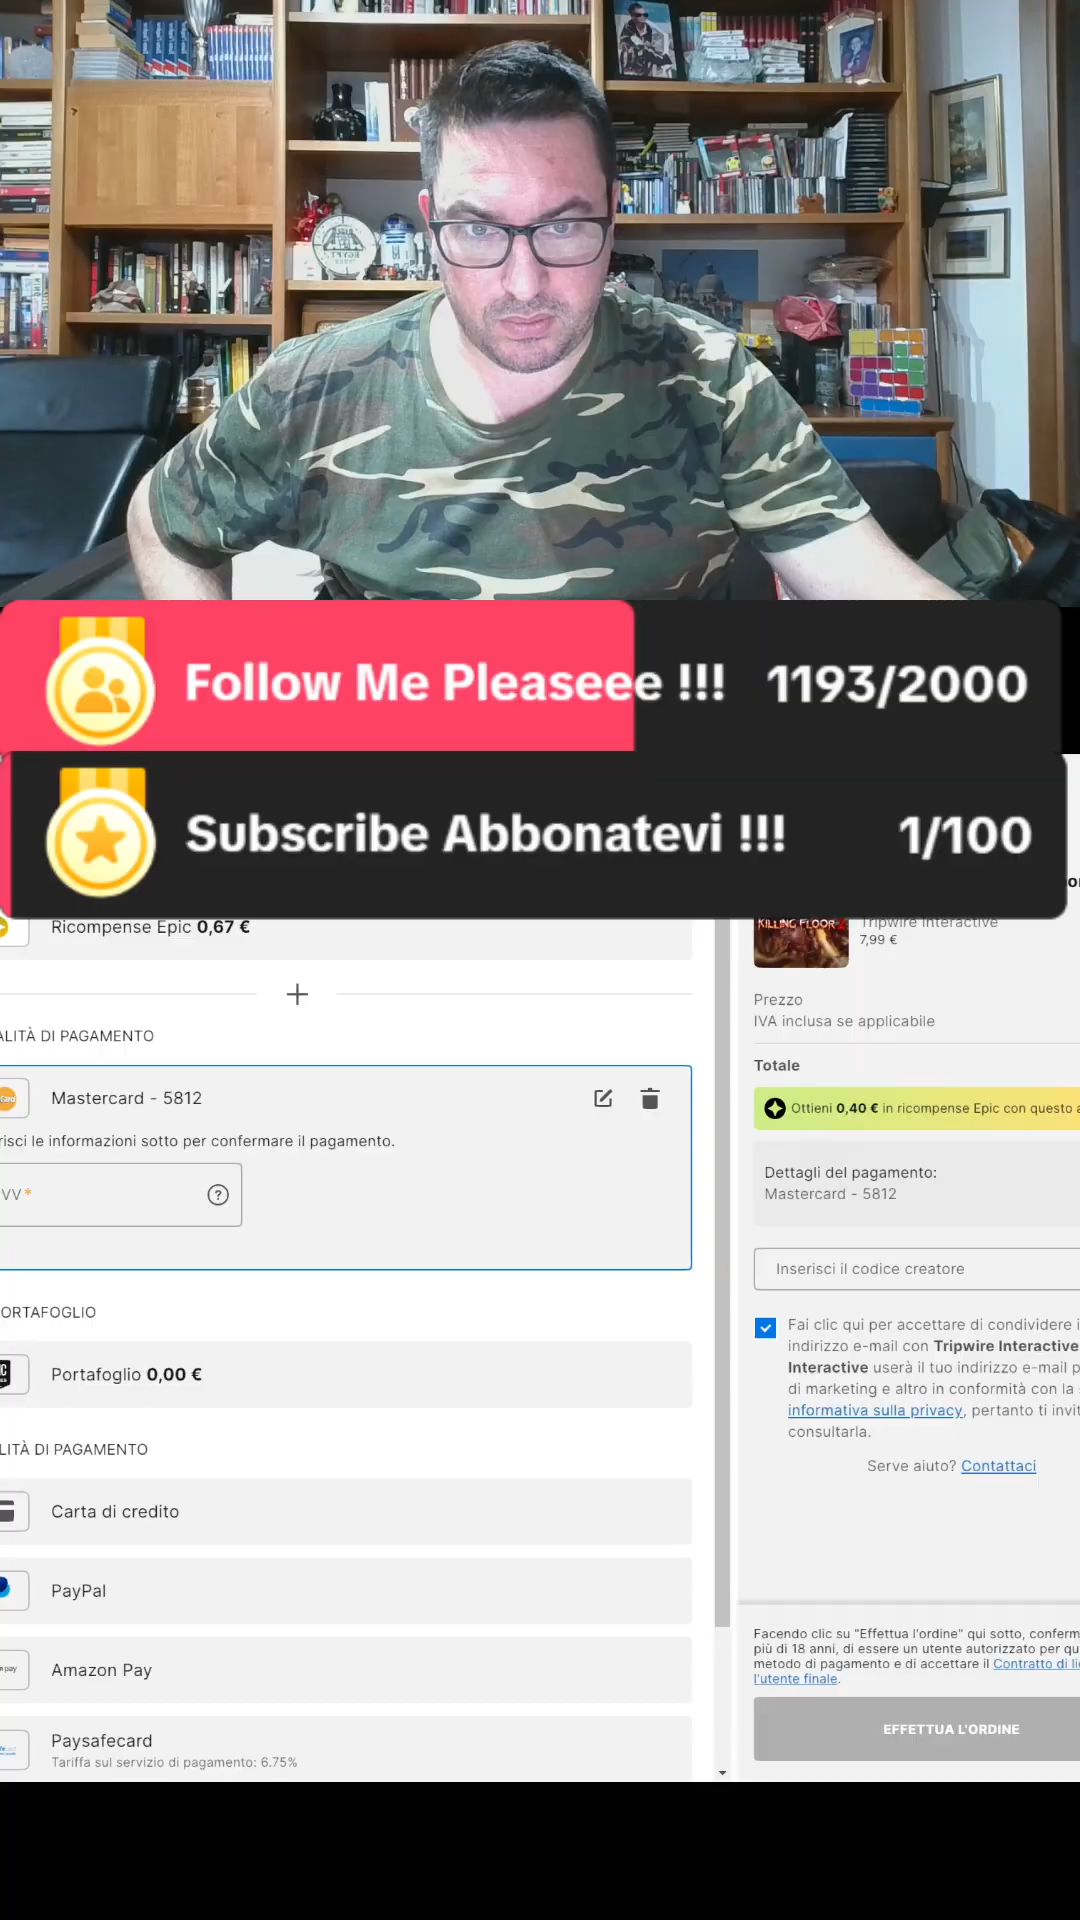 Follow Me Pleaseee !!! 1193/2000
Subscribe Abbonatevi !!! 1/100
Ricompense Epic 0,67 €
ALITÀ DI PAGAMENTO
Mastercard - 5812
risci le informazioni sotto per confermare il pagamento.
VV*
?
ORTAFOGLIO
Portafoglio 0,00 €
LITÀ DI PAGAMENTO
Carta di credito
PayPal
Amazon Pay
pay
Paysafecard
Tariffa sul servizio di pagamento: 6.75%
KILLING FLOOR
Tripwire Interactive
7,99 €
Prezzo
IVA inclusa se applicabile
Totale
Ottieni 0,40 € in ricompense Epic con questo a
Dettagli del pagamento:
Mastercard - 5812
Inserisci il codice creatore
Fai clic qui per accettare di condividere i
indirizzo e-mail con Tripwire Interactive
Interactive userà il tuo indirizzo e-mail p
di marketing e altro in conformità con la
informativa sulla privacy, pertanto ti invit
consultarla.
Serve aiuto? Contattaci
Facendo clic su "Effettua l'ordine" qui sotto, conferm
più di 18 anni, di essere un utente autorizzato per qu
metodo di pagamento e di accettare il Contratto di li
l'utente finale.
EFFETTUA L'ORDINE